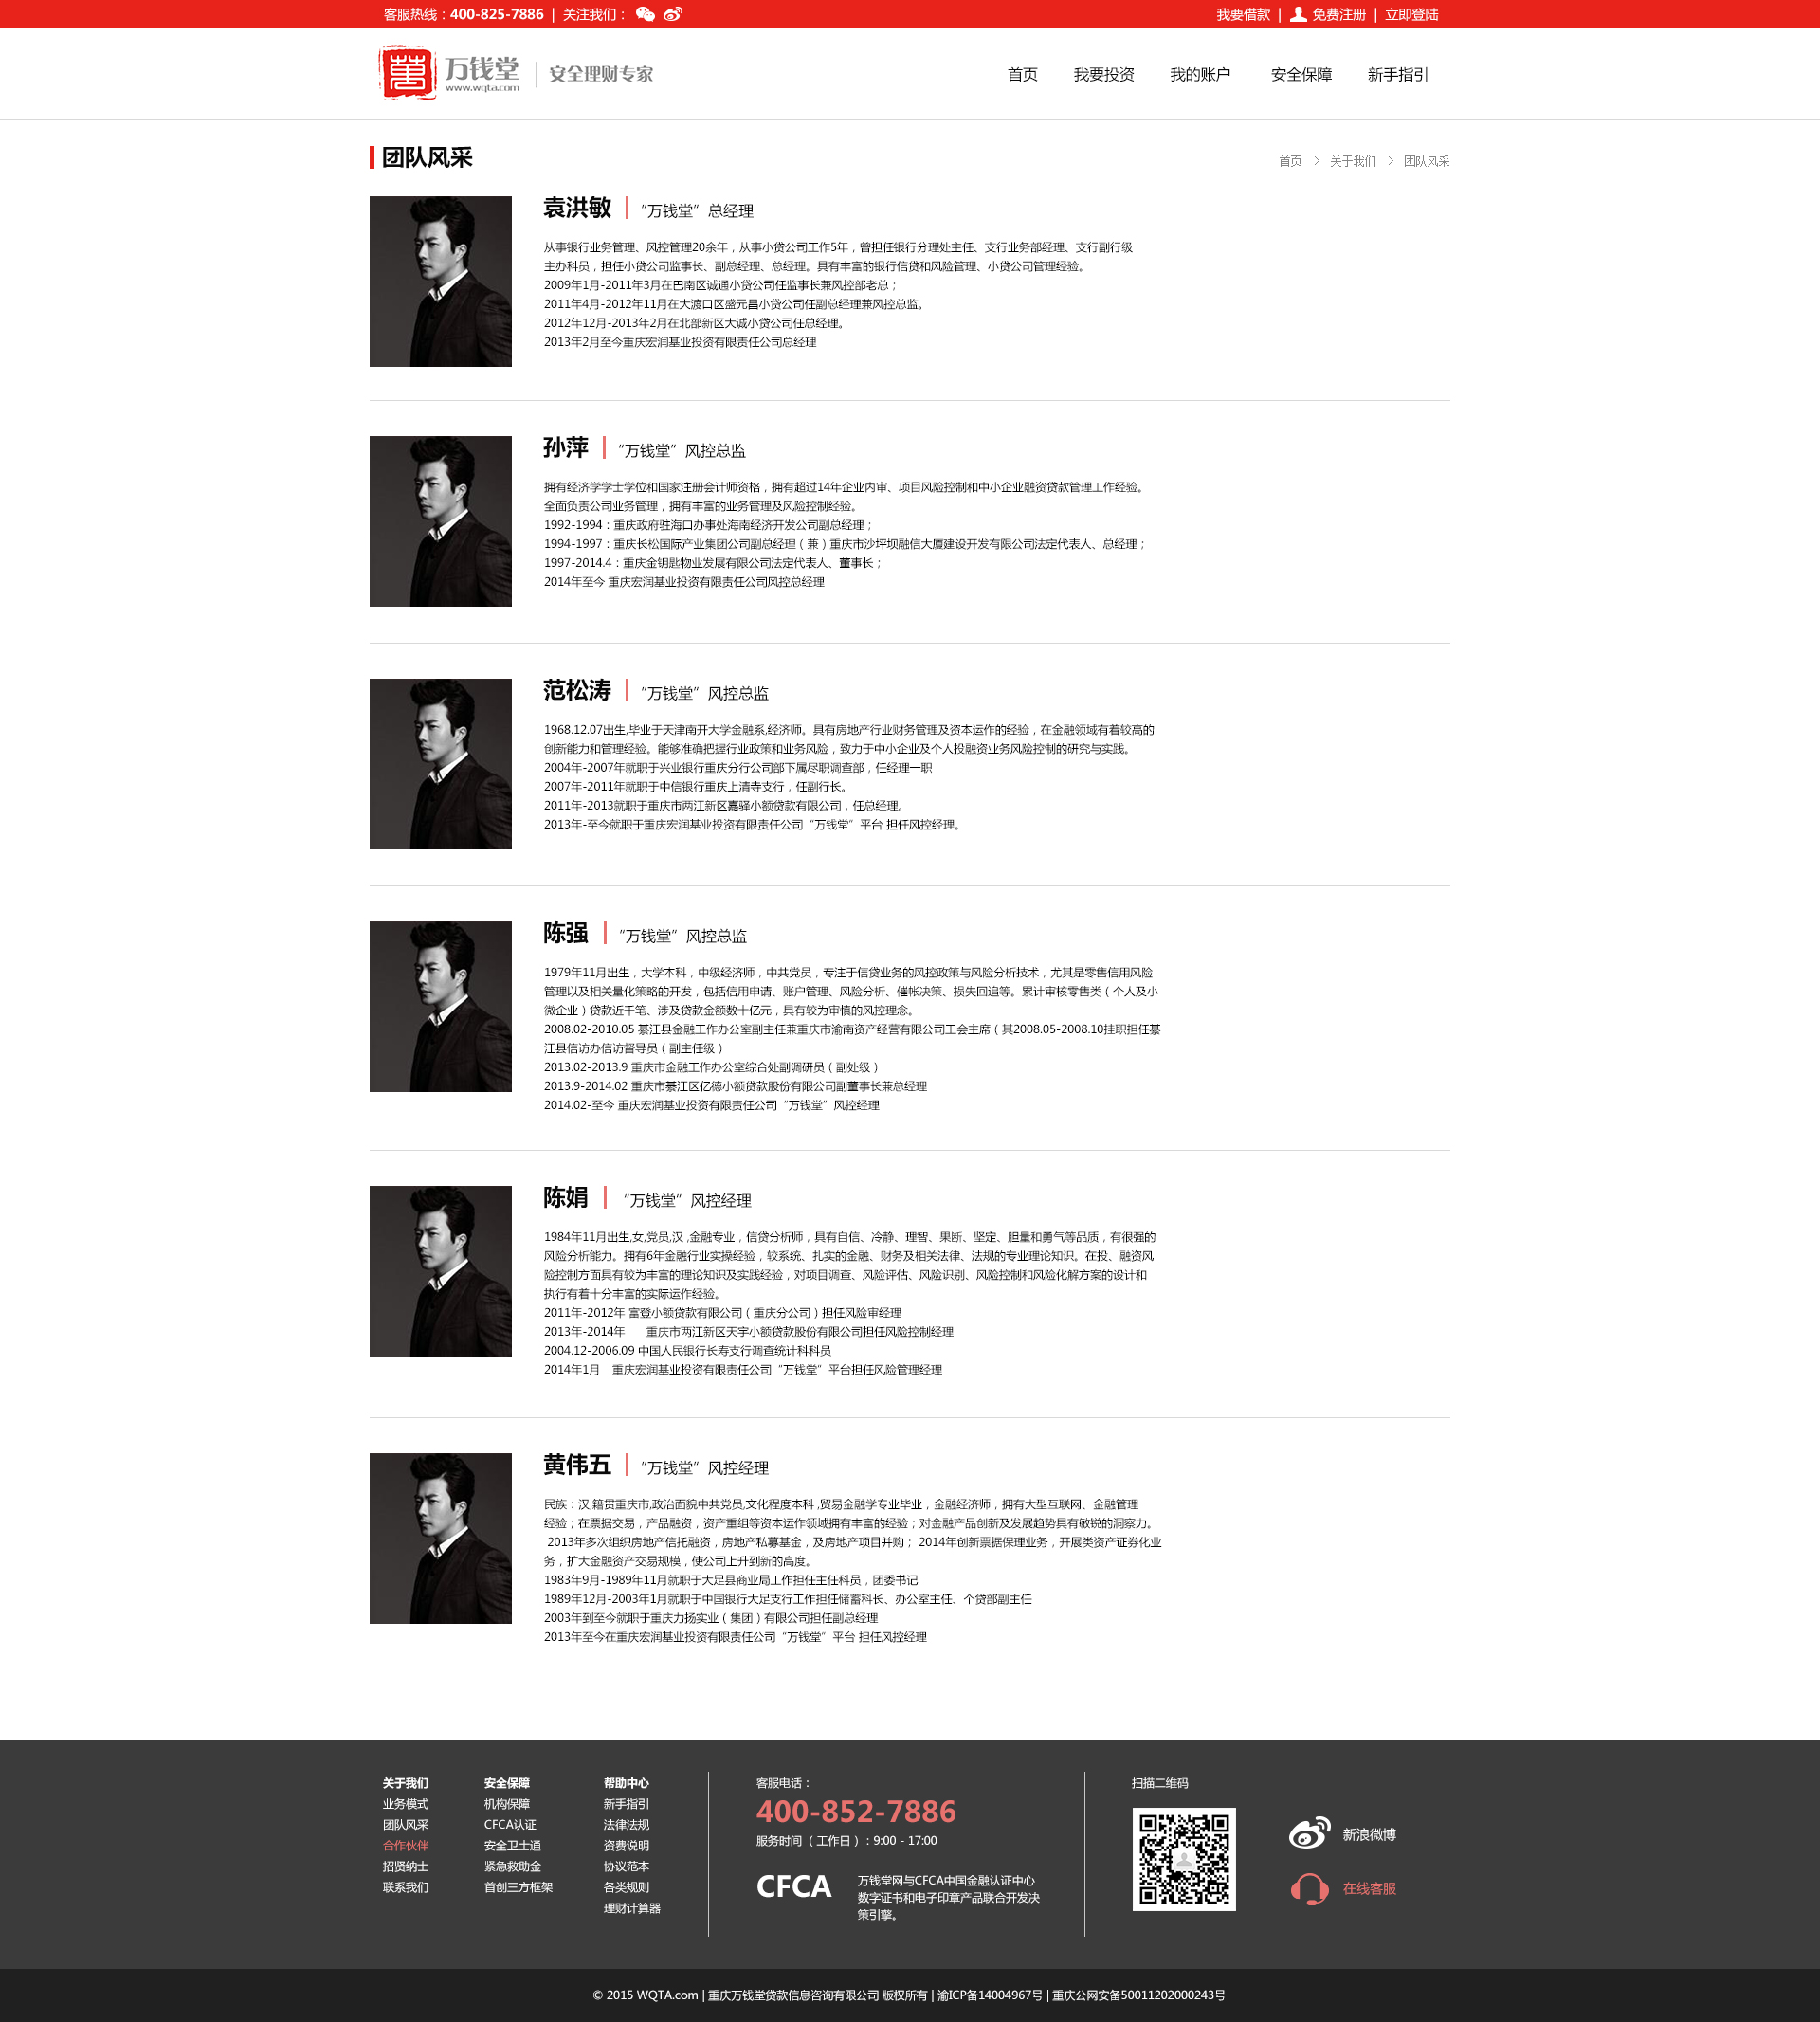 客服热线：400-825-7886 | 关注我们：
我要借款 | 免费注册 | 立即登陆
萬 万钱堂 www.wqta.com | 安全理财专家
首页 我要投资 我的账户 安全保障 新手指引
团队风采
首页 > 关于我们 > 团队风采
袁洪敏 | “万钱堂”总经理
从事银行业务管理、风控管理20余年，从事小贷公司工作5年，曾担任银行分理处主任、支行业务部经理、支行副行级
主办科员，担任小贷公司监事长、副总经理、总经理。具有丰富的银行信贷和风险管理、小贷公司管理经验。
2009年1月-2011年3月在巴南区诚通小贷公司任监事长兼风控部老总；
2011年4月-2012年11月在大渡口区盛元昌小贷公司任副总经理兼风控总监。
2012年12月-2013年2月在北部新区大诚小贷公司任总经理。
2013年2月至今重庆宏润基业投资有限责任公司总经理
孙萍 | “万钱堂”风控总监
拥有经济学学士学位和国家注册会计师资格，拥有超过14年企业内审、项目风险控制和中小企业融资贷款管理工作经验。
全面负责公司业务管理，拥有丰富的业务管理及风险控制经验。
1992-1994：重庆政府驻海口办事处海南经济开发公司副总经理；
1994-1997：重庆长松国际产业集团公司副总经理（兼）重庆市沙坪坝融信大厦建设开发有限公司法定代表人、总经理；
1997-2014.4：重庆金钥匙物业发展有限公司法定代表人、董事长；
2014年至今 重庆宏润基业投资有限责任公司风控总经理
范松涛 | “万钱堂”风控总监
1968.12.07出生,毕业于天津南开大学金融系,经济师。具有房地产行业财务管理及资本运作的经验，在金融领域有着较高的
创新能力和管理经验。能够准确把握行业政策和业务风险，致力于中小企业及个人投融资业务风险控制的研究与实践。
2004年-2007年就职于兴业银行重庆分行公司部下属尽职调查部，任经理一职
2007年-2011年就职于中信银行重庆上清寺支行，任副行长。
2011年-2013就职于重庆市两江新区嘉驿小额贷款有限公司，任总经理。
2013年-至今就职于重庆宏润基业投资有限责任公司“万钱堂”平台 担任风控经理。
陈强 | “万钱堂”风控总监
1979年11月出生，大学本科，中级经济师，中共党员，专注于信贷业务的风控政策与风险分析技术，尤其是零售信用风险
管理以及相关量化策略的开发，包括信用申请、账户管理、风险分析、催帐决策、损失回追等。累计审核零售类（个人及小
微企业）贷款近千笔、涉及贷款金额数十亿元，具有较为审慎的风控理念。
2008.02-2010.05 綦江县金融工作办公室副主任兼重庆市渝南资产经营有限公司工会主席（其2008.05-2008.10挂职担任綦
江县信访办信访督导员（副主任级）
2013.02-2013.9 重庆市金融工作办公室综合处副调研员（副处级）
2013.9-2014.02 重庆市綦江区亿德小额贷款股份有限公司副董事长兼总经理
2014.02-至今 重庆宏润基业投资有限责任公司“万钱堂”风控经理
陈娟 | “万钱堂”风控经理
1984年11月出生,女,党员,汉 ,金融专业，信贷分析师，具有自信、冷静、理智、果断、坚定、胆量和勇气等品质，有很强的
风险分析能力。拥有6年金融行业实操经验，较系统、扎实的金融、财务及相关法律、法规的专业理论知识。在投、融资风
险控制方面具有较为丰富的理论知识及实践经验，对项目调查、风险评估、风险识别、风险控制和风险化解方案的设计和
执行有着十分丰富的实际运作经验。
2011年-2012年 富登小额贷款有限公司（重庆分公司）担任风险审经理
2013年-2014年 重庆市两江新区天宇小额贷款股份有限公司担任风险控制经理
2004.12-2006.09 中国人民银行长寿支行调查统计科科员
2014年1月 重庆宏润基业投资有限责任公司“万钱堂”平台担任风险管理经理
黄伟五 | “万钱堂”风控经理
民族：汉,籍贯重庆市,政治面貌中共党员,文化程度本科 ,贸易金融学专业毕业，金融经济师，拥有大型互联网、金融管理
经验；在票据交易，产品融资，资产重组等资本运作领域拥有丰富的经验；对金融产品创新及发展趋势具有敏锐的洞察力。
2013年多次组织房地产信托融资，房地产私募基金，及房地产项目并购； 2014年创新票据保理业务，开展类资产证券化业
务，扩大金融资产交易规模，使公司上升到新的高度。
1983年9月-1989年11月就职于大足县商业局工作担任主任科员，团委书记
1989年12月-2003年1月就职于中国银行大足支行工作担任储蓄科长、办公室主任、个贷部副主任
2003年到至今就职于重庆力扬实业（集团）有限公司担任副总经理
2013年至今在重庆宏润基业投资有限责任公司“万钱堂”平台 担任风控经理
关于我们
业务模式
团队风采
合作伙伴
招贤纳士
联系我们
安全保障
机构保障
CFCA认证
安全卫士通
紧急救助金
首创三方框架
帮助中心
新手指引
法律法规
资费说明
协议范本
各类规则
理财计算器
客服电话：
400-852-7886
服务时间 （工作日）：9:00 - 17:00
CFCA
万钱堂网与CFCA中国金融认证中心
数字证书和电子印章产品联合开发决
策引擎。
扫描二维码
新浪微博
在线客服
© 2015 WQTA.com | 重庆万钱堂贷款信息咨询有限公司 版权所有 | 渝ICP备14004967号 | 重庆公网安备50011202000243号